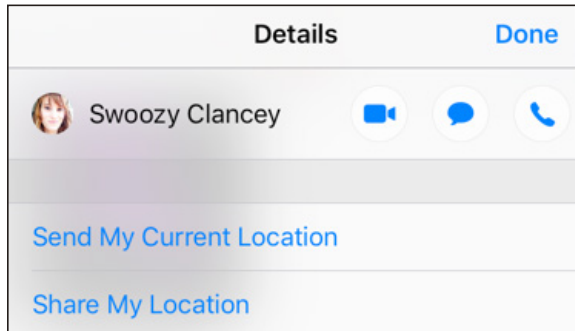 Details
Done
Swoozy Clancey
Send My Current Location
Share My Location